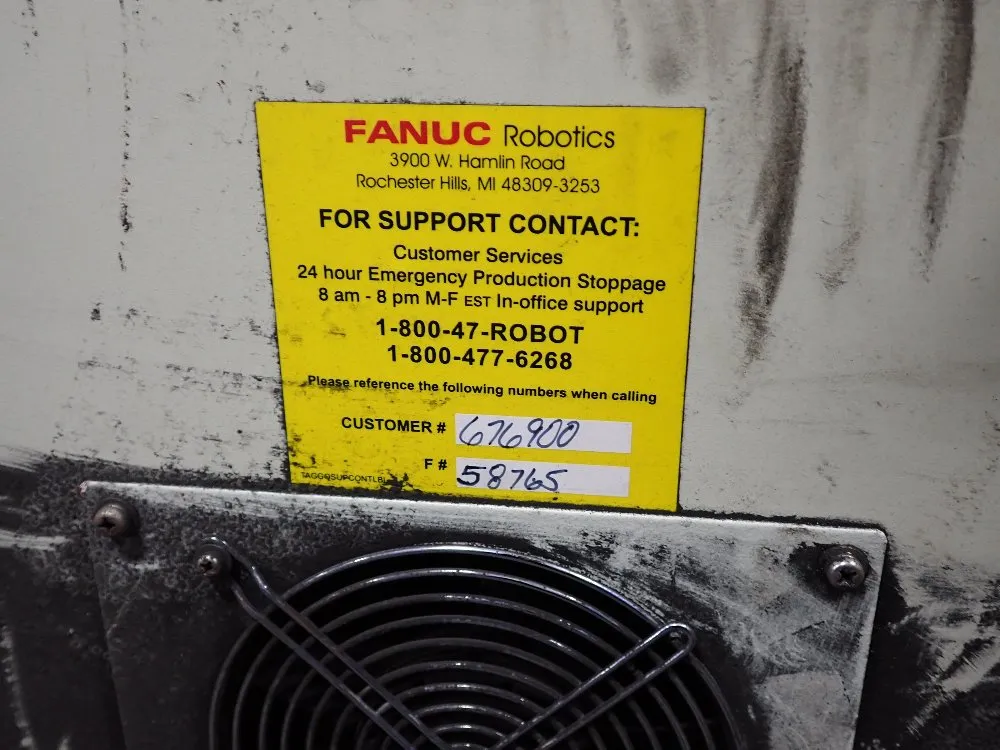 FANUC Robotics
3900 W. Hamlin Road
Rochester Hills, MI 48309-3253
FOR SUPPORT CONTACT:
Customer Services
24 hour Emergency Production Stoppage
8 am - 8 pm M-F EST In-office support
1-800-47-ROBOT
1-800-477-6268
Please reference the following numbers when calling
CUSTOMER # 676900
F # 58765